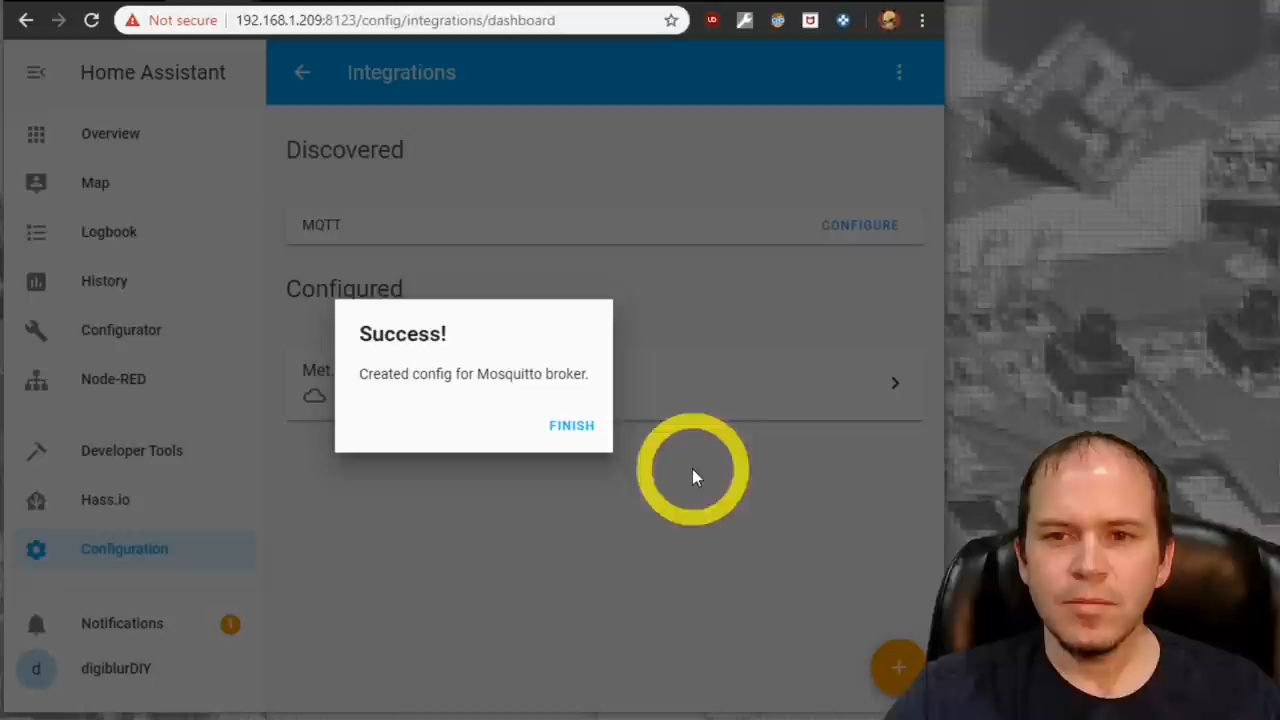 Not secure
192.168.1.209:8123/config/integrations/dashboard
Home Assistant
Integrations
Overview
Map
Logbook
History
Configurator
Node-RED
Developer Tools
Hass.io
Configuration
Notifications
1
d
digiblurDIY
Discovered
MQTT
CONFIGURE
Configured
Met.
Success!
Created config for Mosquitto broker.
FINISH